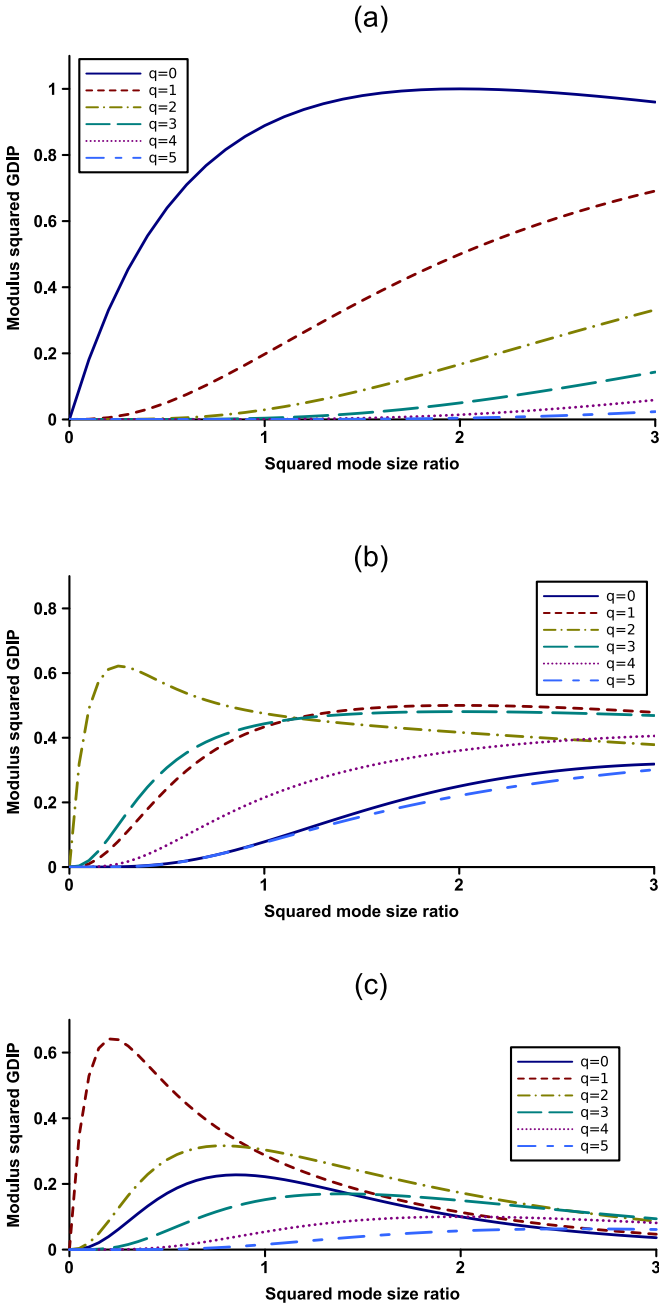 (a)
Modulus squared GDIP
1
0.8
0.6
0.4
0.2
0
q=0
q=1
q=2
q=3
q=4
q=5
0
1
2
3
Squared mode size ratio
(b)
Modulus squared GDIP
0.8
0.6
0.4
0.2
0
q=0
q=1
q=2
q=3
q=4
q=5
0
1
2
3
Squared mode size ratio
(c)
Modulus squared GDIP
0.6
0.4
0.2
0
q=0
q=1
q=2
q=3
q=4
q=5
0
1
2
3
Squared mode size ratio